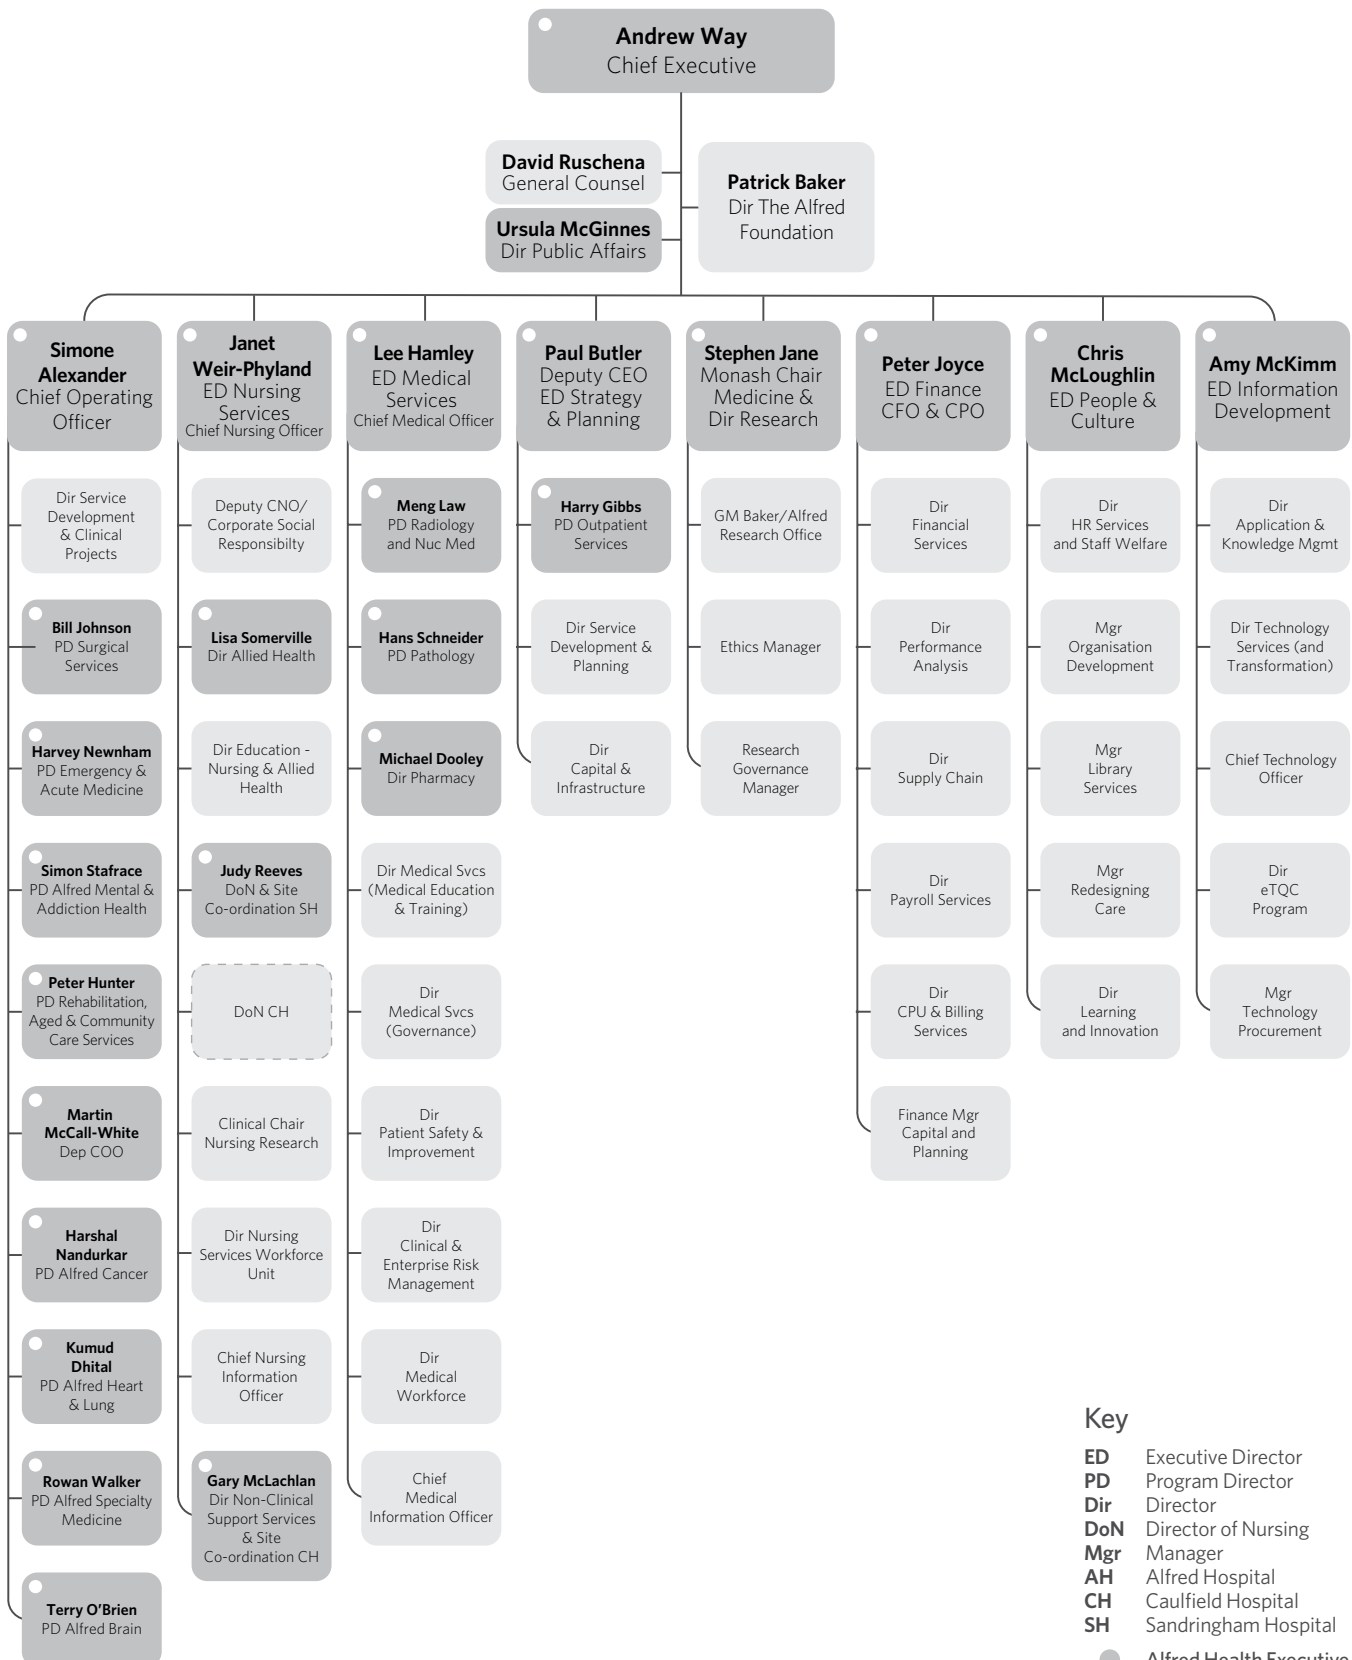 Andrew Way
Chief Executive
David Ruschena
General Counsel
Ursula McGinnes
Dir Public Affairs
Patrick Baker
Dir The Alfred
Foundation
Simone
Alexander
Chief Operating
Officer
Dir Service
Development
& Clinical
Projects
Bill Johnson
PD Surgical
Services
Harvey Newnham
PD Emergency &
Acute Medicine
Simon Stafrace
PD Alfred Mental &
Addiction Health
Peter Hunter
PD Rehabilitation,
Aged & Community
Care Services
Martin
McCall-White
Dep COO
Harshal
Nandurkar
PD Alfred Cancer
Kumud
Dhital
PD Alfred Heart
& Lung
Rowan Walker
PD Alfred Specialty
Medicine
Terry O'Brien
PD Alfred Brain
Janet
Weir-Phyland
ED Nursing
Services
Chief Nursing Officer
Deputy CNO/
Corporate Social
Responsibilty
Lisa Somerville
Dir Allied Health
Dir Education -
Nursing & Allied
Health
Judy Reeves
DoN & Site
Co-ordination SH
DoN CH
Clinical Chair
Nursing Research
Dir Nursing
Services Workforce
Unit
Chief Nursing
Information
Officer
Gary McLachlan
Dir Non-Clinical
Support Services
& Site
Co-ordination CH
Lee Hamley
ED Medical
Services
Chief Medical Officer
Meng Law
PD Radiology
and Nuc Med
Hans Schneider
PD Pathology
Michael Dooley
Dir Pharmacy
Dir Medical Svcs
(Medical Education
& Training)
Dir
Medical Svcs
(Governance)
Dir
Patient Safety &
Improvement
Dir
Clinical &
Enterprise Risk
Management
Dir
Medical
Workforce
Chief
Medical
Information Officer
Paul Butler
Deputy CEO
ED Strategy
& Planning
Harry Gibbs
PD Outpatient
Services
Dir Service
Development &
Planning
Dir
Capital &
Infrastructure
Stephen Jane
Monash Chair
Medicine &
Dir Research
GM Baker/Alfred
Research Office
Ethics Manager
Research
Governance
Manager
Peter Joyce
ED Finance
CFO & CPO
Dir
Financial
Services
Dir
Performance
Analysis
Dir
Supply Chain
Dir
Payroll Services
Dir
CPU & Billing
Services
Finance Mgr
Capital and
Planning
Chris
McLoughlin
ED People &
Culture
Dir
HR Services
and Staff Welfare
Mgr
Organisation
Development
Mgr
Library
Services
Mgr
Redesigning
Care
Dir
Learning
and Innovation
Amy McKimm
ED Information
Development
Dir
Application &
Knowledge Mgmt
Dir Technology
Services (and
Transformation)
Chief Technology
Officer
Dir
eTQC
Program
Mgr
Technology
Procurement
Key
ED Executive Director
PD Program Director
Dir Director
DoN Director of Nursing
Mgr Manager
AH Alfred Hospital
CH Caulfield Hospital
SH Sandringham Hospital
Alfred Health Executive